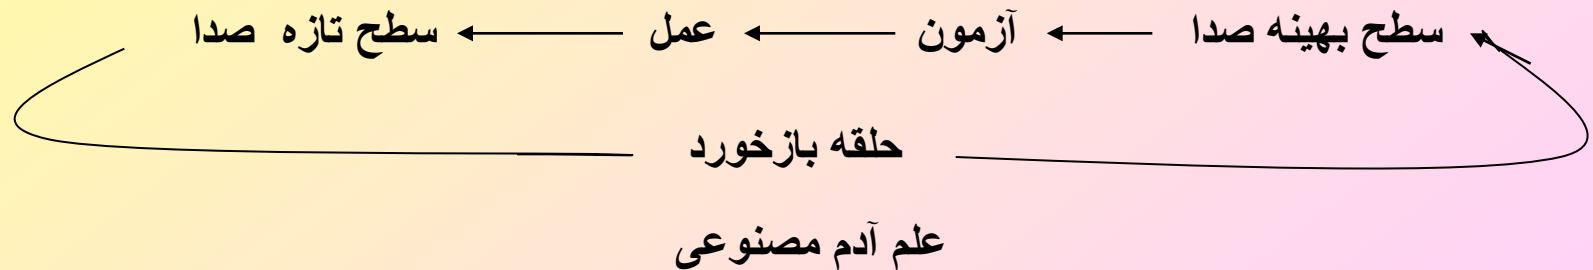 سطح بهینه صدا آزمون عمل سطح تازه صدا
حلقه بازخورد
علم آدم مصنوعی